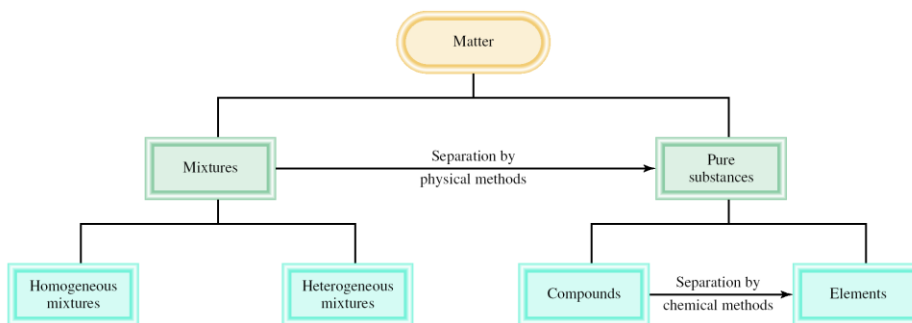 Matter
Mixtures
Separation by
physical methods
Pure
substances
Homogeneous
mixtures
Heterogeneous
mixtures
Compounds
Separation by
chemical methods
Elements